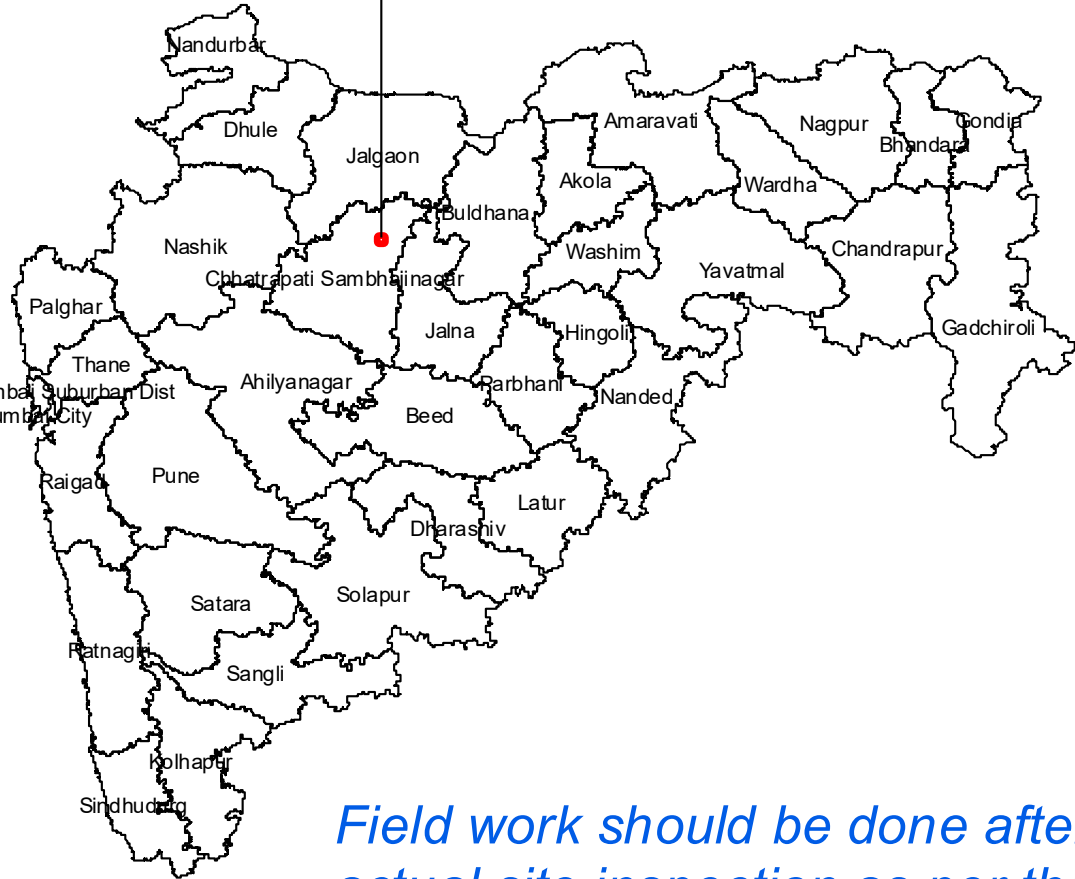 Nandurbar
Dhule
Jalgaon
Amaravati
Nagpur
Gondia
Bhandara
Akola
Wardha
Buldhana
Nashik
Washim
Chandrapur
Chhatrapati Sambhajinagar
Yavatmal
Palghar
Jalna
Hingoli
Gadchiroli
Thane
Ahilyanagar
Parbhani
Suburban Dist
Nanded
City
Beed
Raigad
Pune
Latur
Dharashiv
Satara
Solapur
Ratnagiri
Sangli
Kolhapur
Sindhudurg
Field work should be done afte